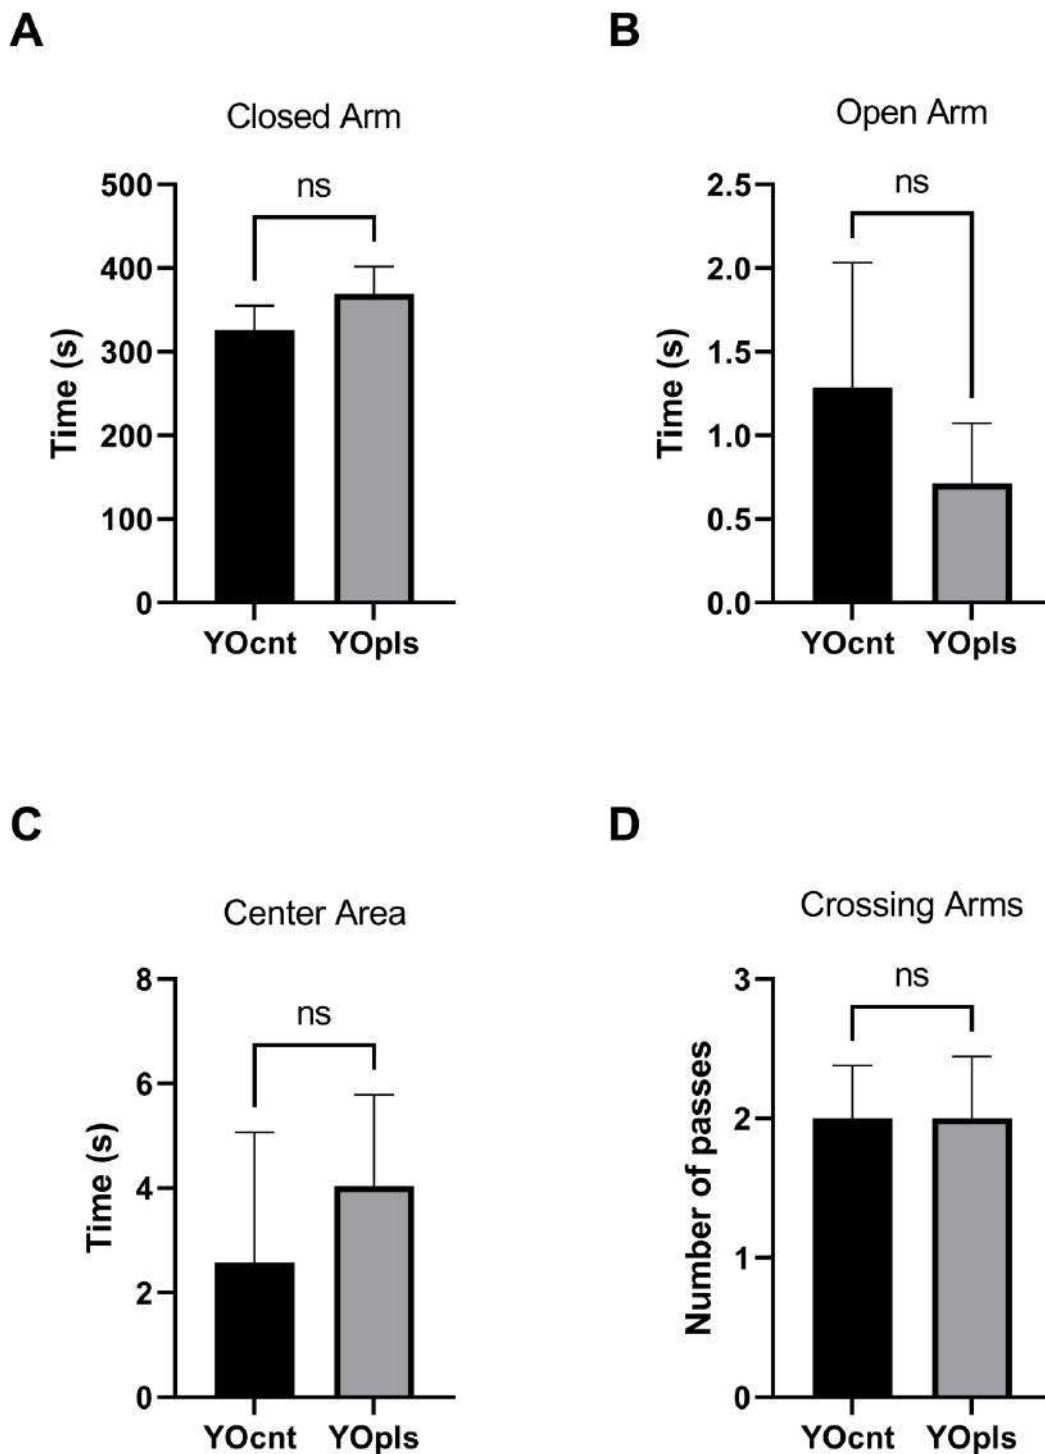 A
Closed Arm
ns
500
400
300
200
100
0
Time (s)
YOcnt YOpls
B
Open Arm
ns
2.5
2.0
1.5
1.0
0.5
0.0
Time (s)
YOcnt YOpls
C
Center Area
ns
8
6
4
2
0
Time (s)
YOcnt YOpls
D
Crossing Arms
ns
3
2
1
0
Number of passes
YOcnt YOpls